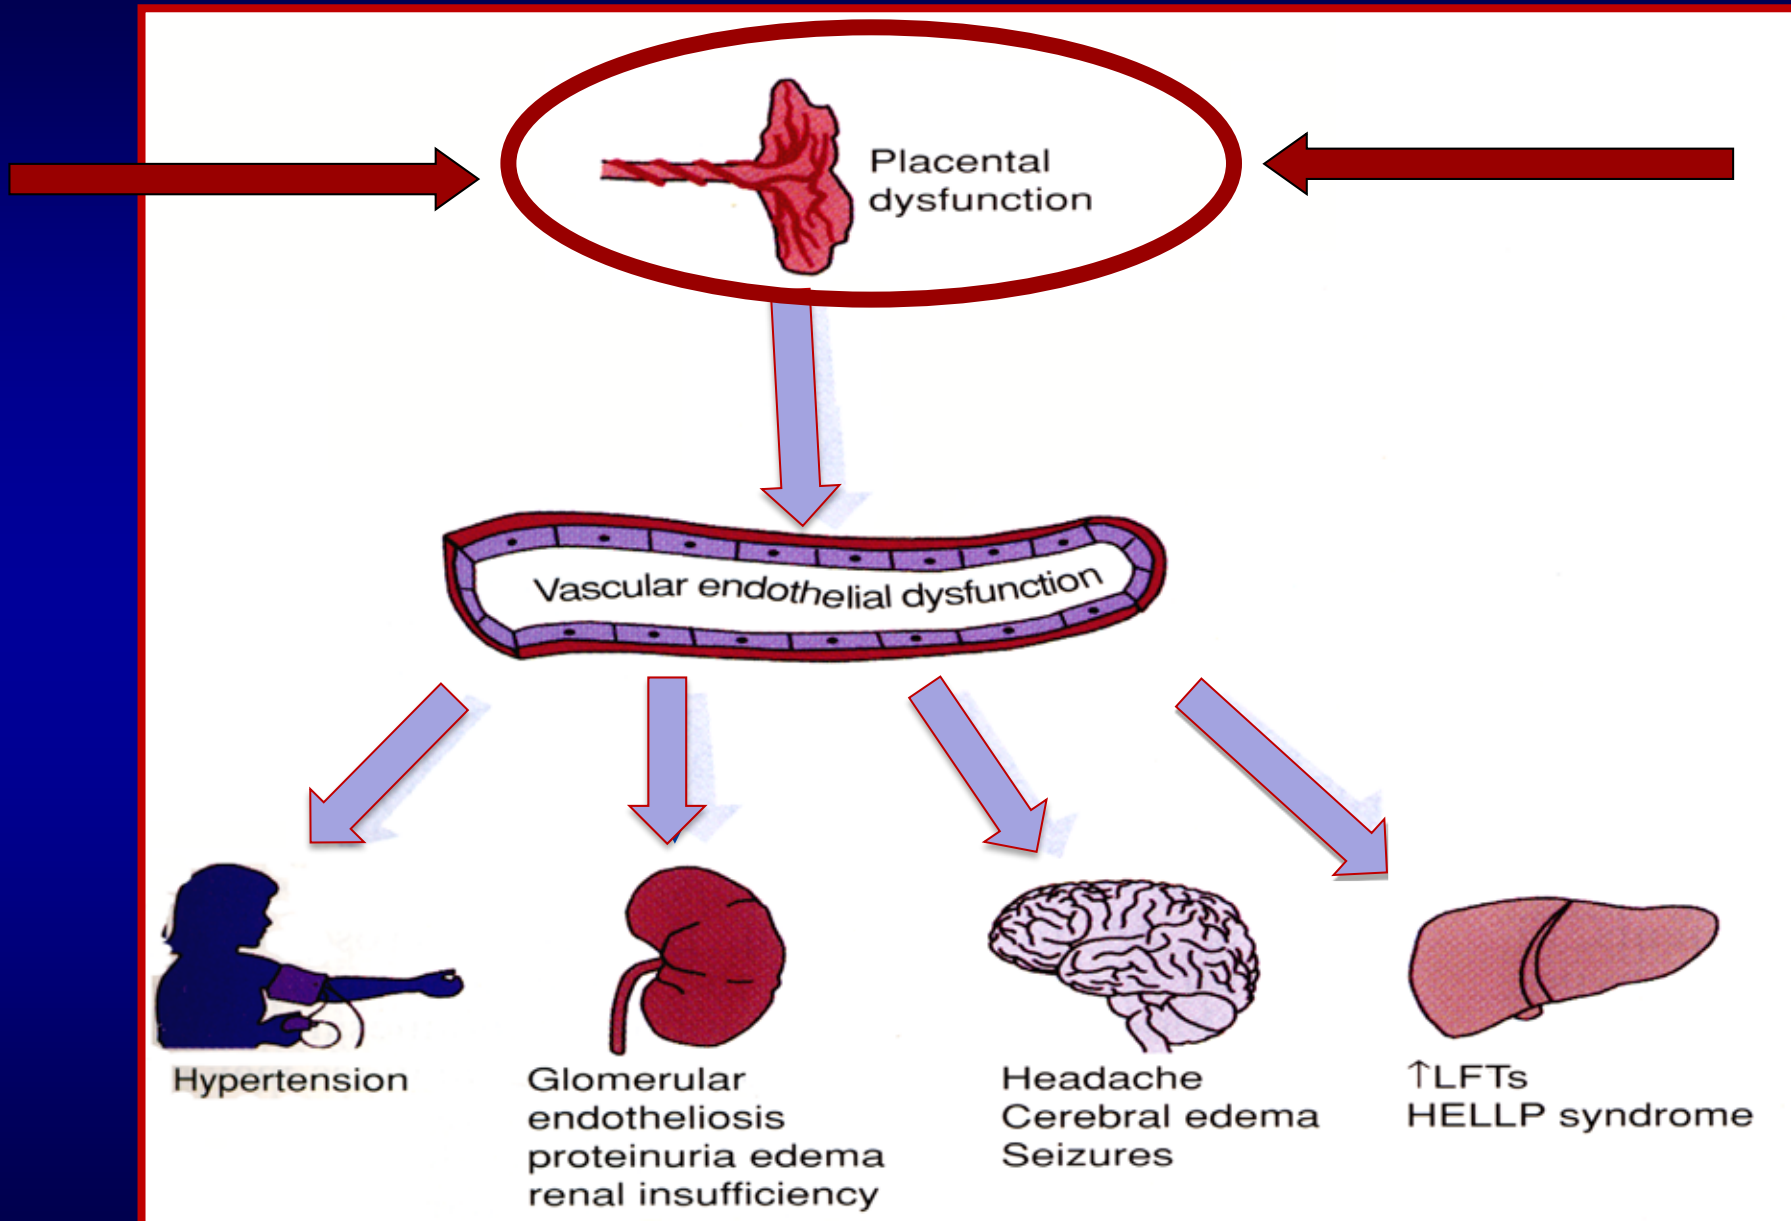 Placental
dysfunction
Vascular endothelial dysfunction
Hypertension
Glomerular
endotheliosis
proteinuria edema
renal insufficiency
Headache
Cerebral edema
Seizures
↑LFTs
HELLP syndrome